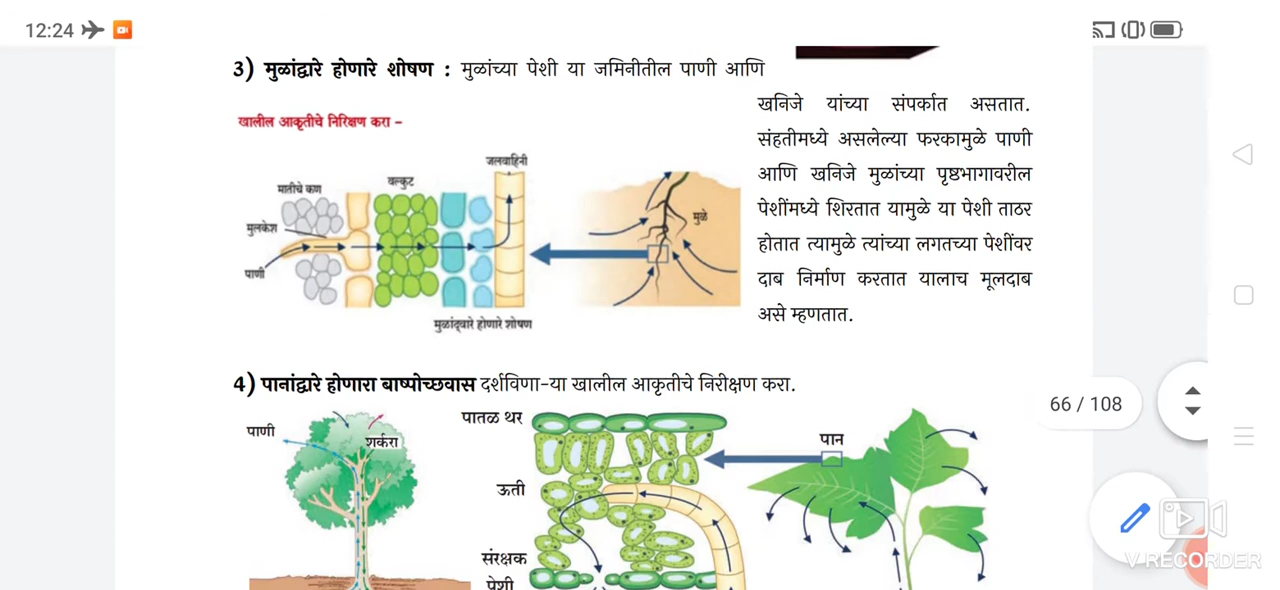 12:24
3) मुळांद्वारे होणारे शोषण : मुळांच्या पेशी या जमिनीतील पाणी आणि
खनिजे यांच्या संपर्कात असतात.
संहतीमध्ये असलेल्या फरकामुळे पाणी
आणि खनिजे मुळांच्या पृष्ठभागावरील
पेशींमध्ये शिरतात यामुळे या पेशी ताठर
होतात त्यामुळे त्यांच्या लगतच्या पेशींवर
दाब निर्माण करतात यालाच मूलदाब
असे म्हणतात.
खालील आकृतीचे निरिक्षण करा –
जलवाहिनी
वल्कुट
मातीचे कण
मुलकेश
पाणी
मुळे
मुळांद्वारे होणारे शोषण
4) पानांद्वारे होणारा बाष्पोच्छवास दर्शविणा-या खालील आकृतीचे निरीक्षण करा.
66 / 108
पाणी
शर्करा
पातळ थर
पान
ऊती
संरक्षक
पेशी
V-RECORDER